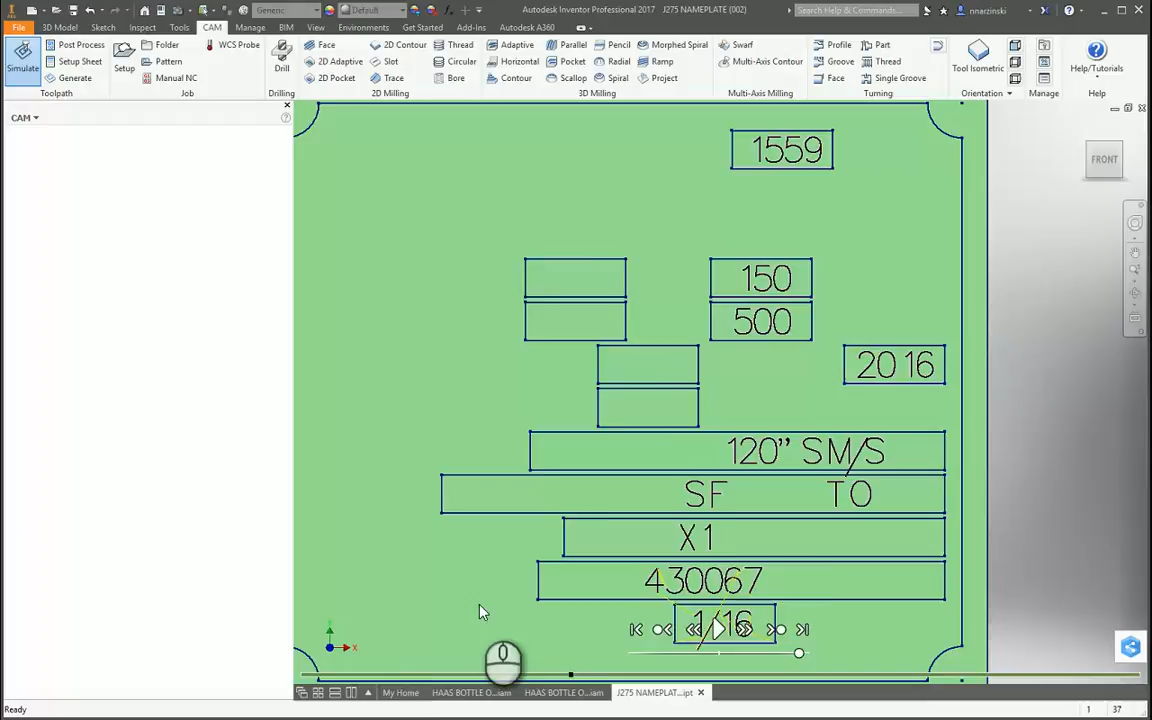 Generic
Default
Autodesk Inventor Professional 2017 J275 NAMEPLATE (002)
Search Help & Commands...
nnarzinski
File 3D Model Sketch Inspect Tools CAM Manage BIM View Environments Get Started Add-Ins Autodesk A360
Simulate
Post Process
Setup Sheet
Generate
Toolpath
Setup
Folder
Pattern
Manual NC
WCS Probe
Job
Drill
Drilling
Face
2D Adaptive
2D Pocket
2D Contour
Slot
Trace
Thread
Circular
Bore
2D Milling
Adaptive
Horizontal
Contour
Parallel
Pocket
Scallop
Pencil
Radial
Spiral
Morphed Spiral
Ramp
Project
3D Milling
Swarf
Multi-Axis Contour
Multi-Axis Milling
Profile
Groove
Face
Part
Thread
Single Groove
Turning
Tool Isometric
Orientation
Manage
Help/Tutorials
Help
CAM
FRONT
1559
150
500
2016
120” SM/S
SF TO
X1
430067
1/16
X
My Home HAAS BOTTLE O...iam HAAS BOTTLE O...iam J275 NAMEPLAT...ipt
Ready
1 37